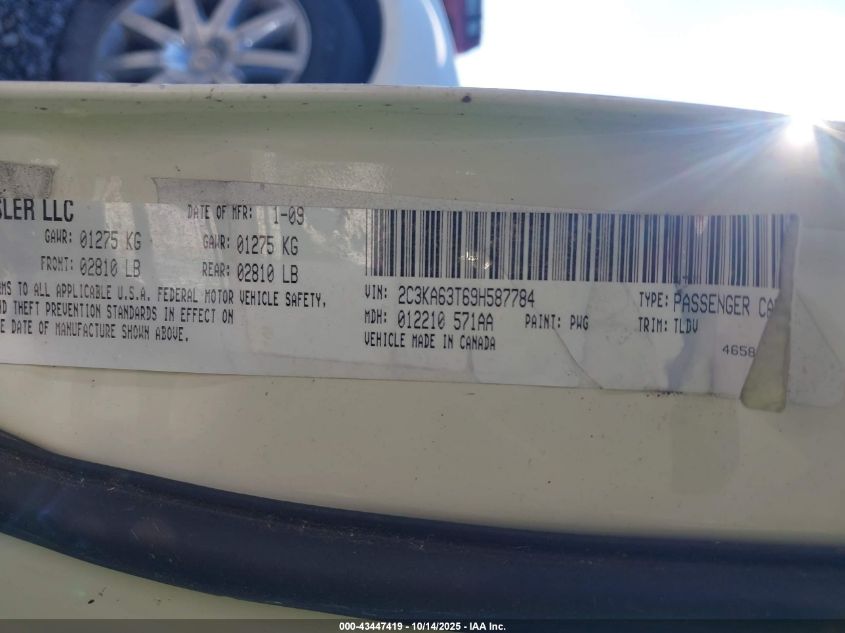 SLER LLC
DATE OF MFR: 1-09
GAWR: 01275 KG
GAWR: 01275 KG
FRONT: 02810 LB
REAR: 02810 LB
TO ALL APPLICABLE U.S.A. FEDERAL MOTOR VEHICLE SAFETY,
THEFT PREVENTION STANDARDS IN EFFECT ON
DATE OF MANUFACTURE SHOWN ABOVE.
VIN: 2C3KA63T69H587784
TYPE: PASSENGER CA
MDH: 012210 571AA
PAINT: PWG
TRIM: TLDV
VEHICLE MADE IN CANADA
4658
000-43447419 - 10/14/2025 - IAA Inc.